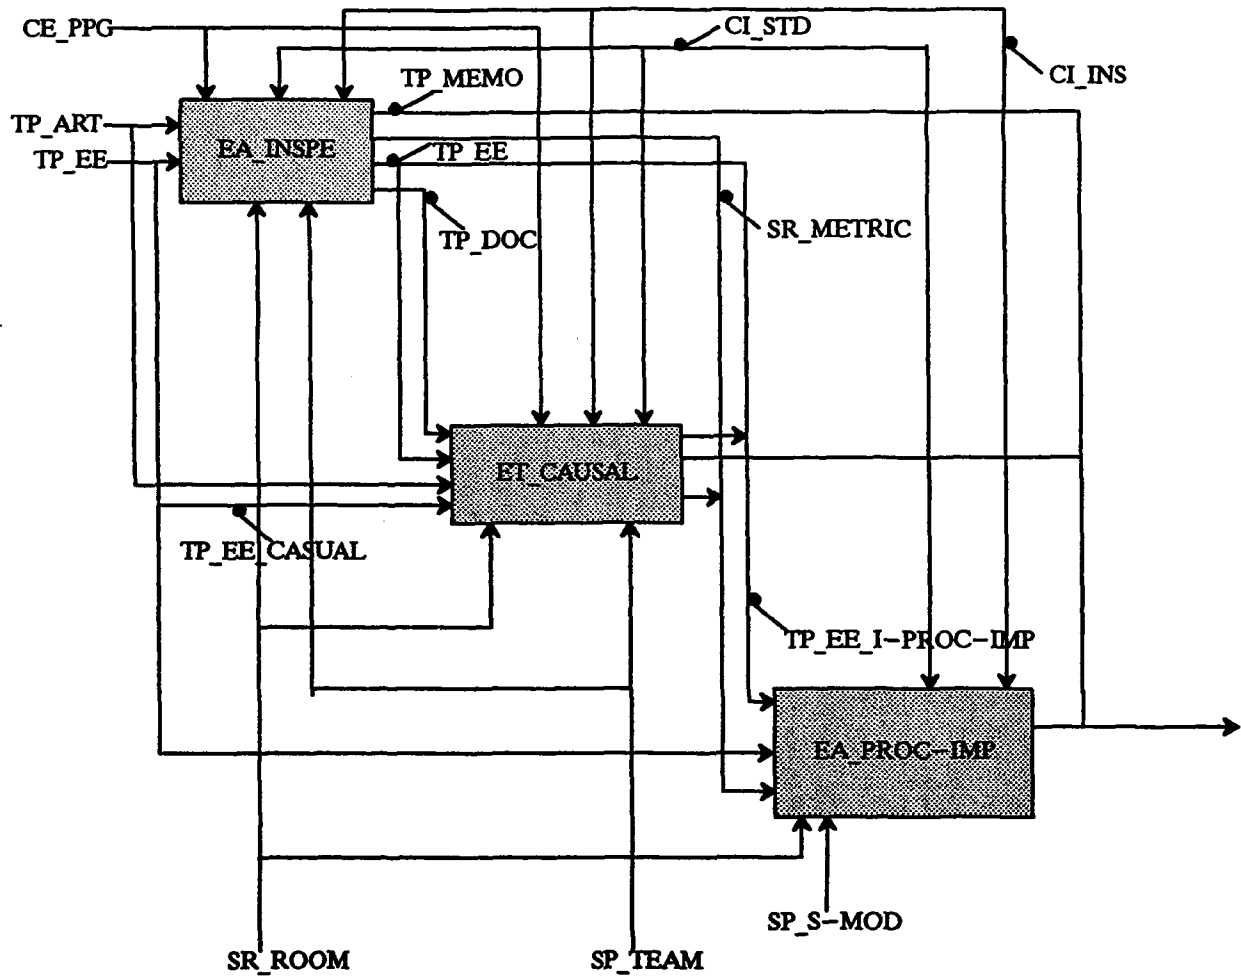 CE_PPG
CI_STD
CI_INS
TP_MEMO
TP_ART
EA_INSPE
TP_EE
TP_EE
SR_METRIC
TP_DOC
ET_CAUSAL
TP_EE_CASUAL
TP_EE_I-PROC-IMP
EA_PROC-IMP
SP_S-MOD
SR_ROOM
SP_TEAM